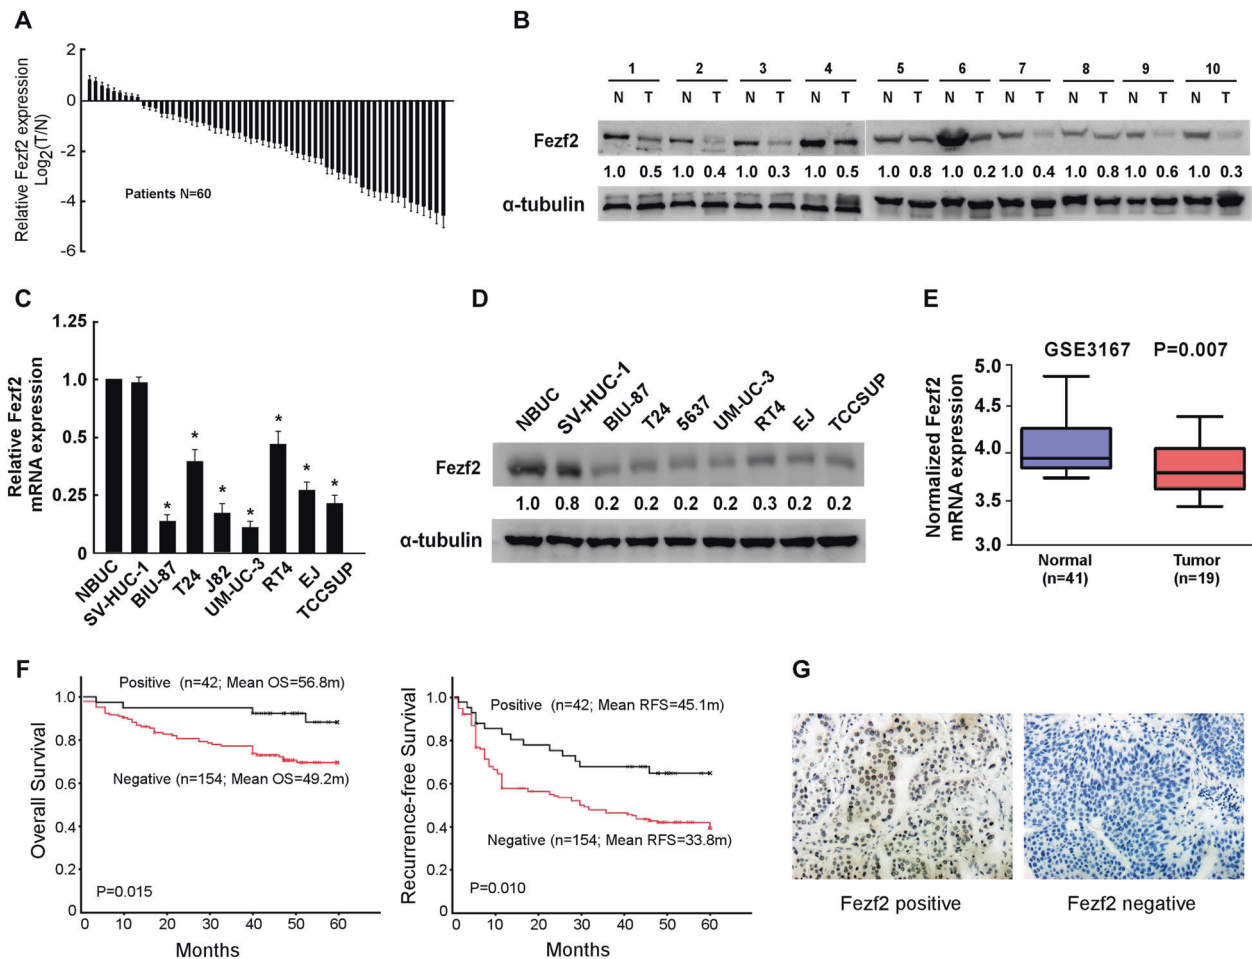 A
Relative Fezf2 expression
Log2(T/N)
2
0
-2
-4
-6
Patients N=60
B
1 2 3 4 5 6 7 8 9 10
N T N T N T N T N T N T N T N T N T N T
Fezf2
1.0 0.5 1.0 0.4 1.0 0.3 1.0 0.5 1.0 0.8 1.0 0.2 1.0 0.4 1.0 0.8 1.0 0.6 1.0 0.3
α-tubulin
C
Relative Fezf2
mRNA expression
1.25
1.0
0.5
0.25
0
* * * * * * *
NBUC
SV-HUC-1
BIU-87
T24
J82
UM-UC-3
RT4
EJ
TCCSUP
D
NBUC
SV-HUC-1
BIU-87
T24
5637
UM-UC-3
RT4
EJ
TCCSUP
Fezf2
1.0 0.8 0.2 0.2 0.2 0.2 0.3 0.2 0.2
α-tubulin
E
GSE3167 P=0.007
Normalized Fezf2
mRNA expression
5.0
4.5
4.0
3.5
3.0
Normal
(n=41)
Tumor
(n=19)
F
Overall Survival
1.0
0.8
0.6
0.4
0.2
0
Positive (n=42; Mean OS=56.8m)
Negative (n=154; Mean OS=49.2m)
P=0.015
0 10 20 30 40 50 60
Months
Recurrence-free Survival
1.0
0.8
0.6
0.4
0.2
0
Positive (n=42; Mean RFS=45.1m)
Negative (n=154; Mean RFS=33.8m)
P=0.010
0 10 20 30 40 50 60
Months
G
Fezf2 positive
Fezf2 negative